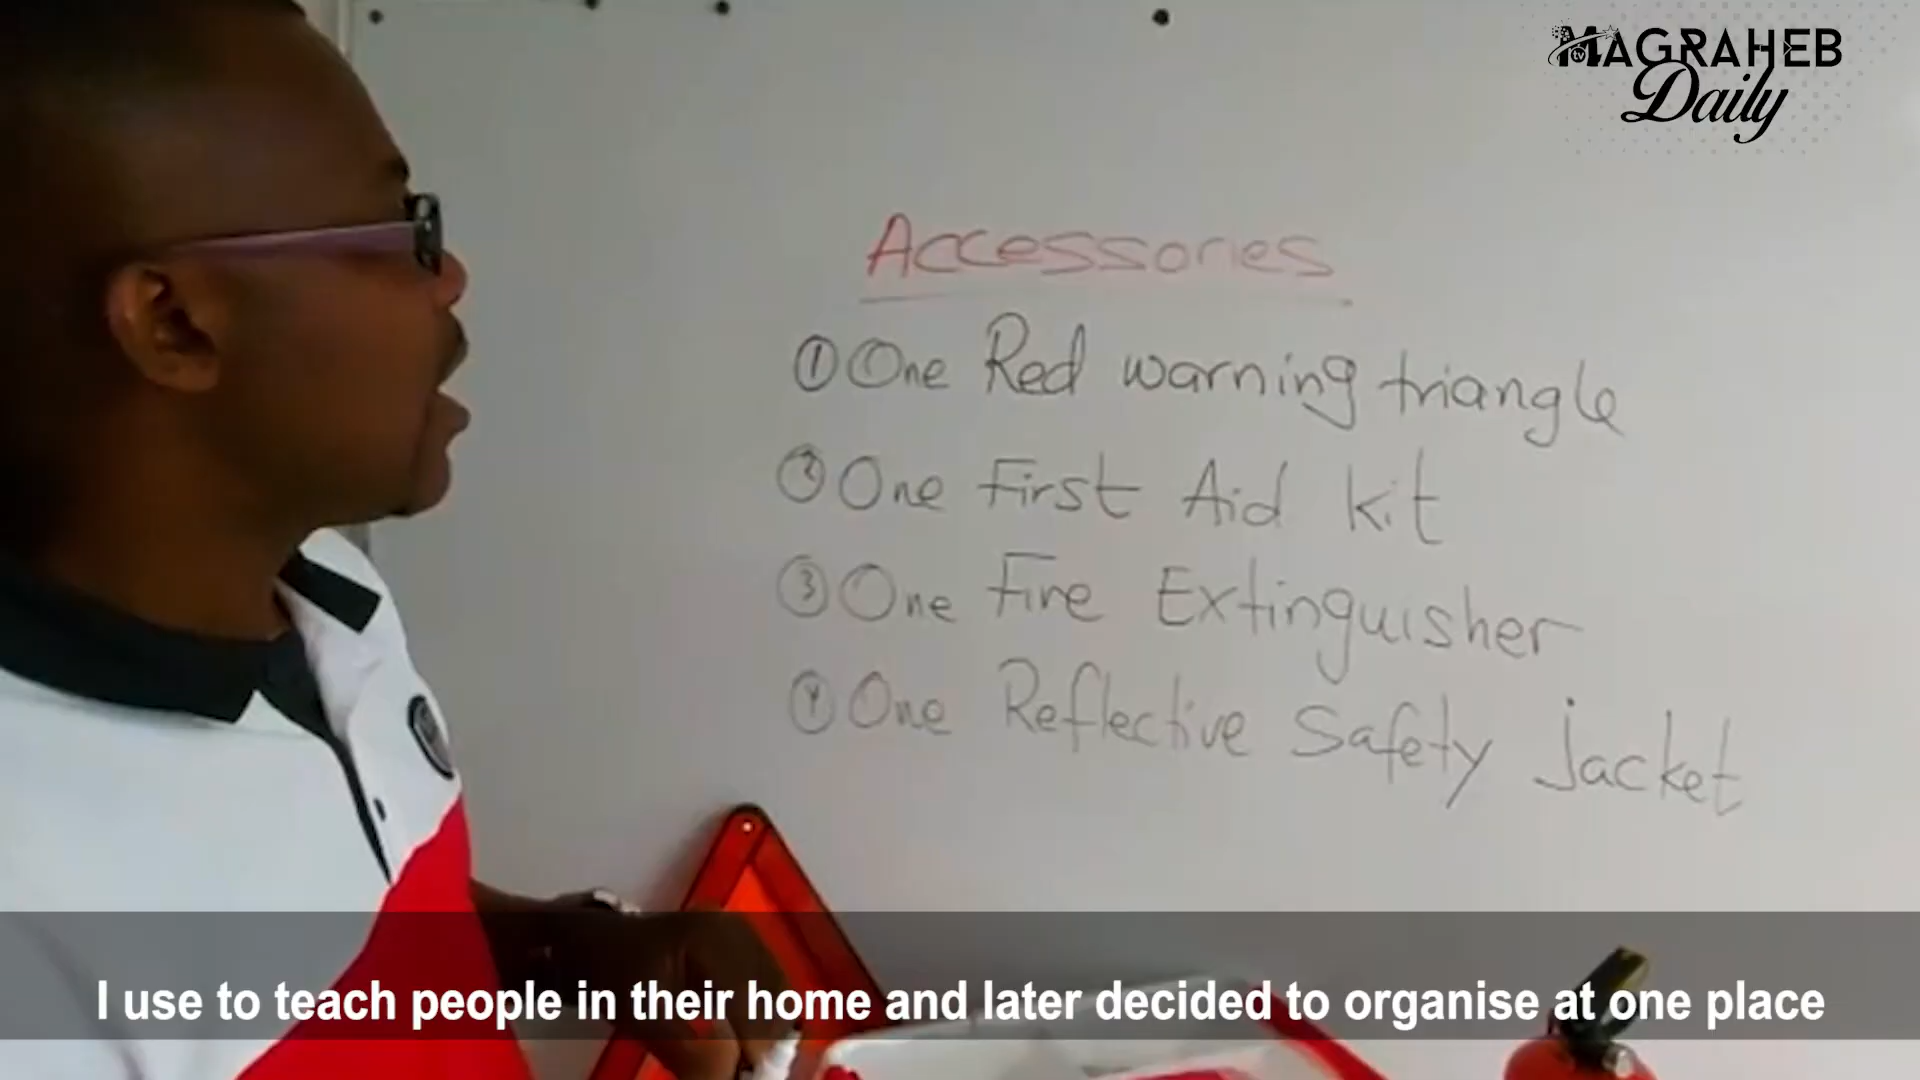 MAGRAHEB
tv
Daily
Accessories
① One Red warning triangle
② One First Aid kit
③ One Fire Extinguisher
④ One Reflective Safety jacket
I use to teach people in their home and later decided to organise at one place